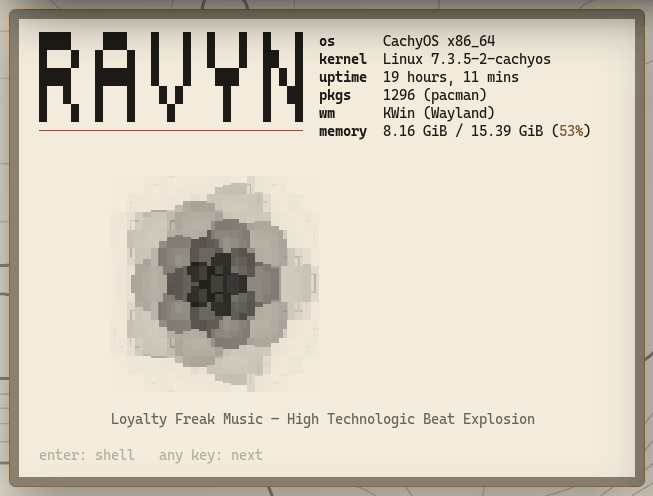 RAVYN
os CachyOS x86_64
kernel Linux 7.3.5-2-cachyos
uptime 19 hours, 11 mins
pkgs 1296 (pacman)
wm KWin (Wayland)
memory 8.16 GiB / 15.39 GiB (53%)
Loyalty Freak Music — High Technologic Beat Explosion
enter: shell any key: next